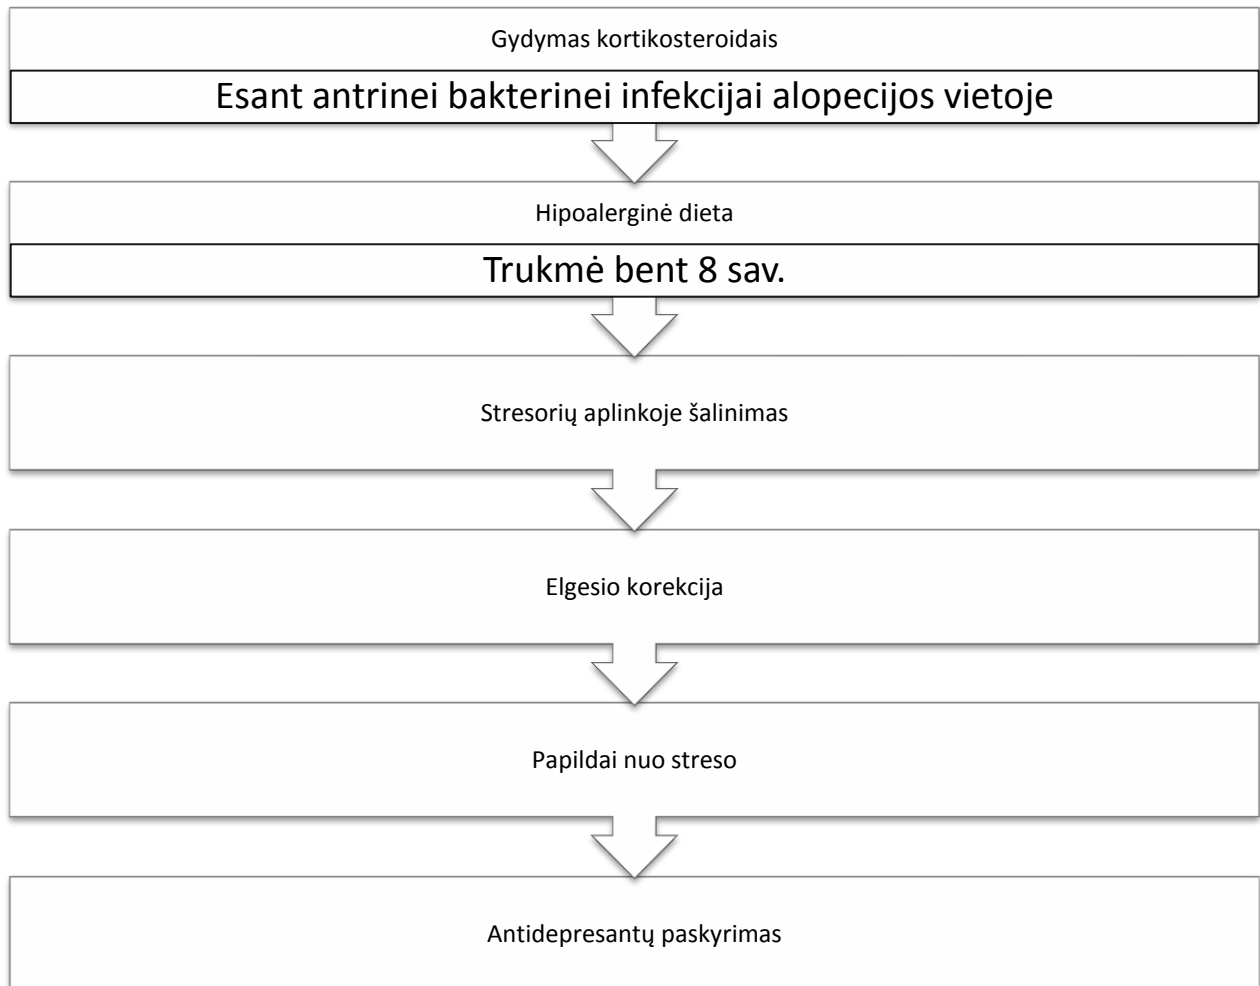 Gydymas kortikosteroidais
Esant antrinei bakterinei infekcijai alopecijos vietoje
Hipoalerginė dieta
Trukmė bent 8 sav.
Stresorių aplinkoje šalinimas
Elgesio korekcija
Papildai nuo streso
Antidepresantų paskyrimas